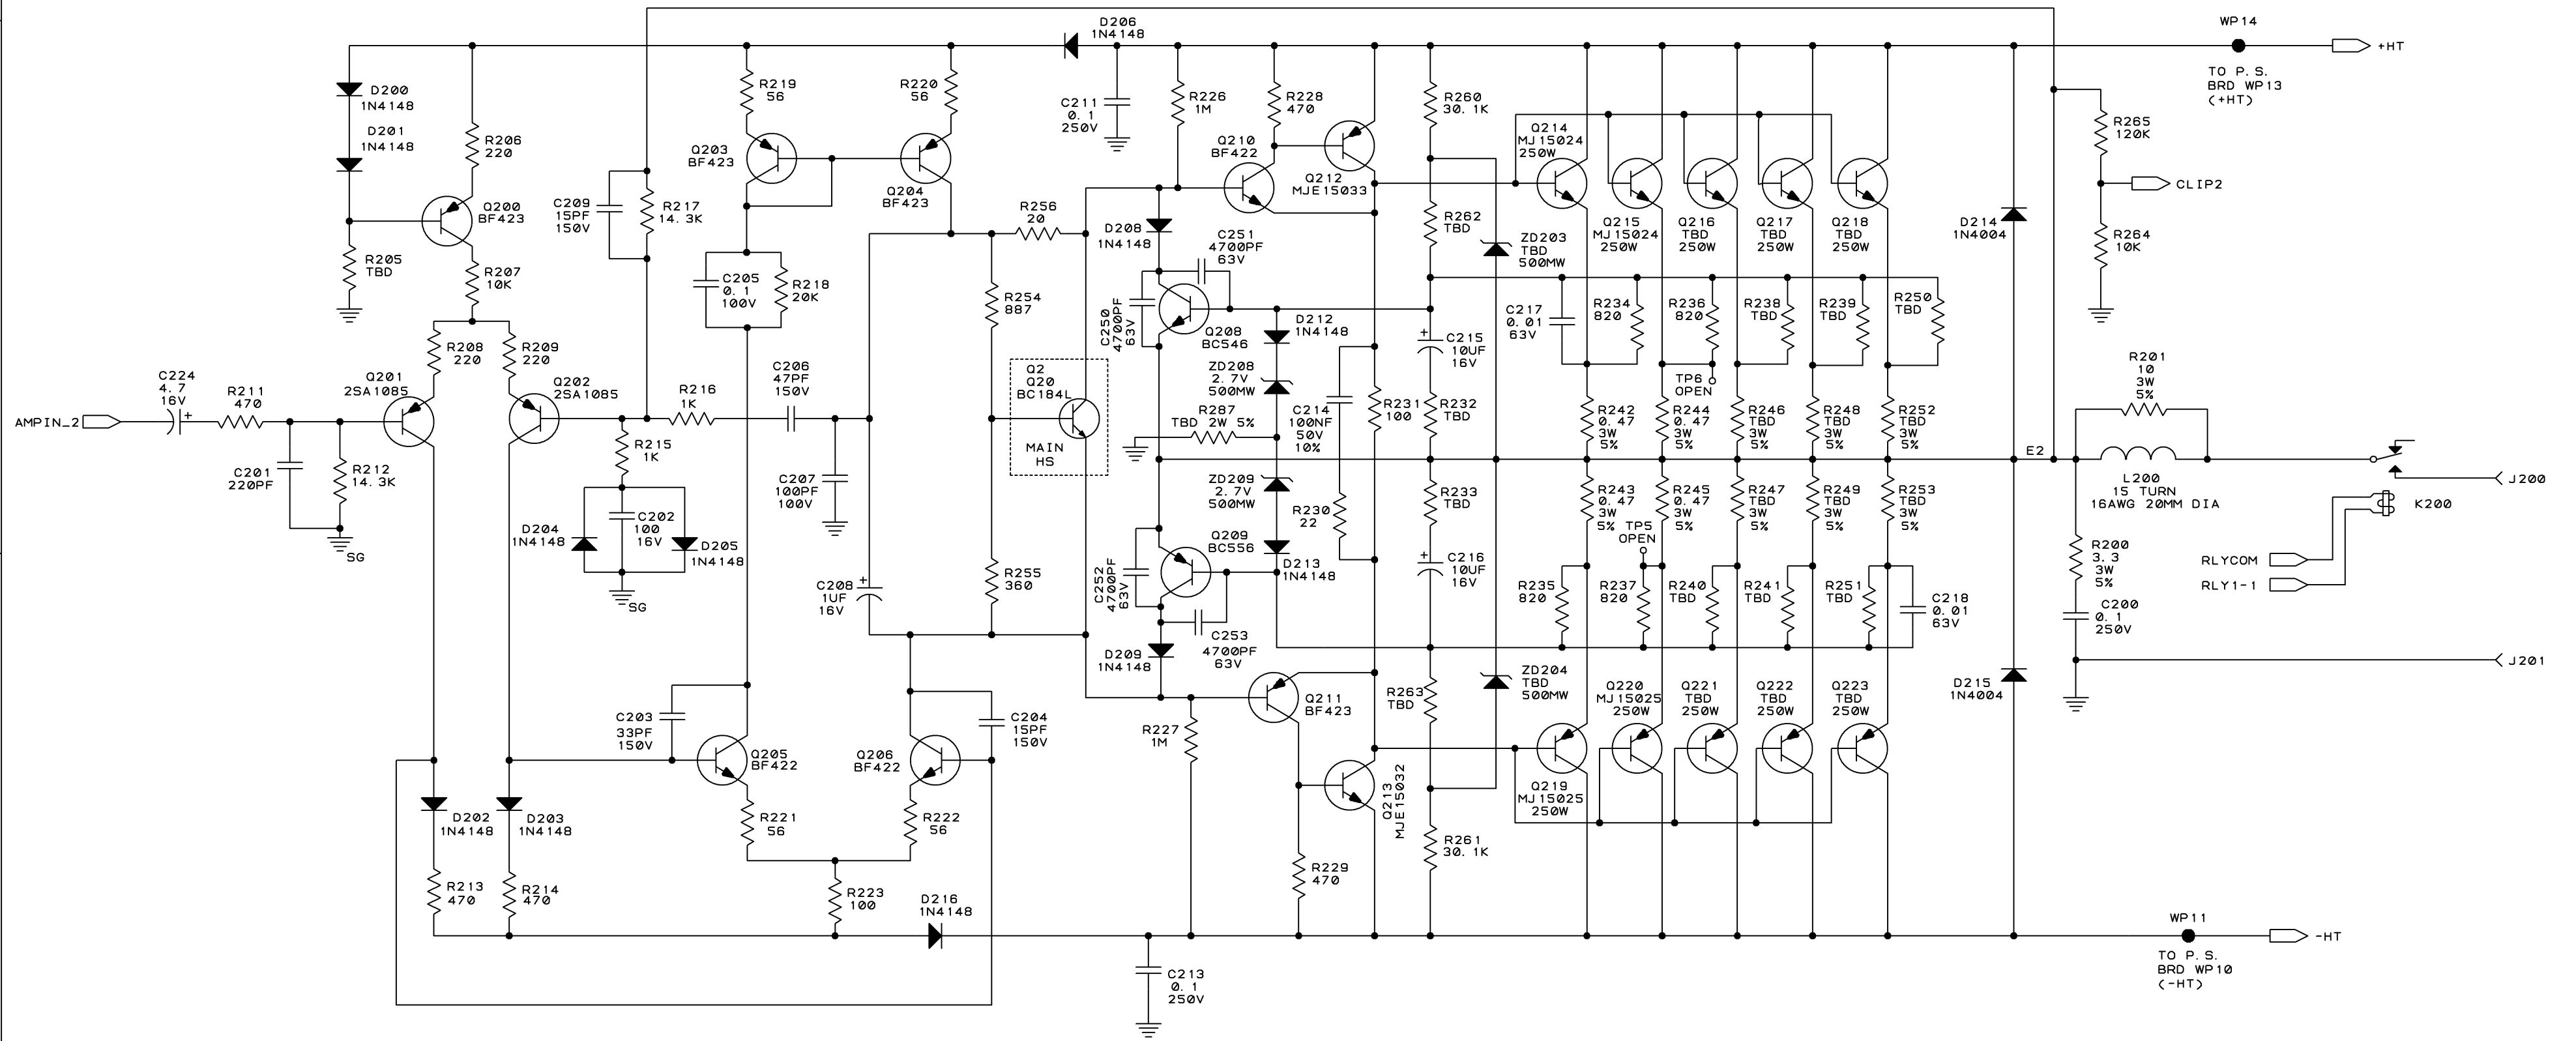 D206
1N4148
WP14
+HT
TO P.S.
BRD WP13
(+HT)
D200
1N4148
D201
1N4148
R206
220
Q200
BF423
R205
TBD
R207
10K
C209
15PF
150V
R217
14.3K
R219
56
R220
56
Q203
BF423
Q204
BF423
C205
0.1
100V
R218
20K
C211
0.1
250V
R226
1M
R228
470
Q210
BF422
Q212
MJE15033
R260
30.1K
R262
TBD
ZD203
TBD
500MW
Q214
MJ15024
250W
Q215
MJ15024
250W
Q216
TBD
250W
Q217
TBD
250W
Q218
TBD
250W
D214
1N4004
R265
120K
CLIP2
R264
10K
R256
20
D208
1N4148
C251
4700PF
63V
C250
4700PF
63V
Q208
BC546
D212
1N4148
R254
887
C217
0.01
63V
R234
820
R236
820
R238
TBD
R239
TBD
R250
TBD
C215
10UF
16V
TP6
OPEN
R208
220
R209
220
Q201
2SA1085
Q202
2SA1085
C224
4.7
16V
R211
470
AMPIN_2
C201
220PF
R212
14.3K
SG
R216
1K
C206
47PF
150V
R215
1K
C207
100PF
100V
D204
1N4148
C202
100
16V
D205
1N4148
SG
Q2
Q20
BC184L
MAIN
HS
ZD208
2.7V
500MW
R287
TBD 2W 5%
C214
100NF
50V
10%
R231
100
R232
TBD
R242
0.47
3W
5%
R244
0.47
3W
5%
R246
TBD
3W
5%
R248
TBD
3W
5%
R252
TBD
3W
5%
E2
R201
10
3W
5%
L200
15 TURN
16AWG 20MM DIA
J200
K200
RLYCOM
RLY1-1
ZD209
2.7V
500MW
R230
22
R233
TBD
R243
0.47
3W
5%
R245
0.47
3W
5%
R247
TBD
3W
5%
R249
TBD
3W
5%
R253
TBD
3W
5%
TP5
OPEN
R200
3.3
3W
5%
C200
0.1
250V
J201
C208
1UF
16V
R255
360
Q209
BC556
D213
1N4148
C252
4700PF
63V
C253
4700PF
63V
D209
1N4148
C216
10UF
16V
R235
820
R237
820
R240
TBD
R241
TBD
R251
TBD
C218
0.01
63V
C203
33PF
150V
Q205
BF422
Q206
BF422
C204
15PF
150V
R227
1M
Q211
BF423
R263
TBD
ZD204
TBD
500MW
Q220
MJ15025
250W
Q221
TBD
250W
Q222
TBD
250W
Q223
TBD
250W
D215
1N4004
Q213
MJE15032
Q219
MJ15025
250W
D202
1N4148
D203
1N4148
R221
56
R222
56
R261
30.1K
R213
470
R214
470
R223
100
R229
470
D216
1N4148
C213
0.1
250V
WP11
-HT
TO P.S.
BRD WP10
(-HT)